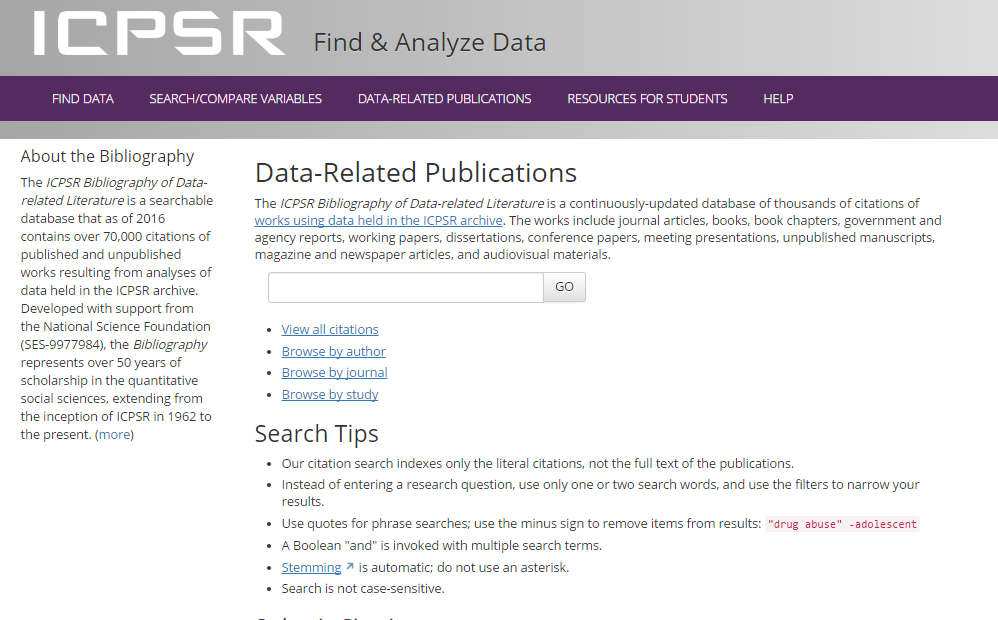 ICPSR Find & Analyze Data
FIND DATA SEARCH/COMPARE VARIABLES DATA-RELATED PUBLICATIONS RESOURCES FOR STUDENTS HELP
About the Bibliography
The ICPSR Bibliography of Data-
related Literature is a searchable
database that as of 2016
contains over 70,000 citations of
published and unpublished
works resulting from analyses of
data held in the ICPSR archive.
Developed with support from
the National Science Foundation
(SES-9977984), the Bibliography
represents over 50 years of
scholarship in the quantitative
social sciences, extending from
the inception of ICPSR in 1962 to
the present. (more)
Data-Related Publications
The ICPSR Bibliography of Data-related Literature is a continuously-updated database of thousands of citations of
works using data held in the ICPSR archive. The works include journal articles, books, book chapters, government and
agency reports, working papers, dissertations, conference papers, meeting presentations, unpublished manuscripts,
magazine and newspaper articles, and audiovisual materials.
GO
• View all citations
• Browse by author
• Browse by journal
• Browse by study
Search Tips
• Our citation search indexes only the literal citations, not the full text of the publications.
• Instead of entering a research question, use only one or two search words, and use the filters to narrow your
results.
• Use quotes for phrase searches; use the minus sign to remove items from results: "drug abuse" -adolescent
• A Boolean "and" is invoked with multiple search terms.
• Stemming is automatic; do not use an asterisk.
• Search is not case-sensitive.